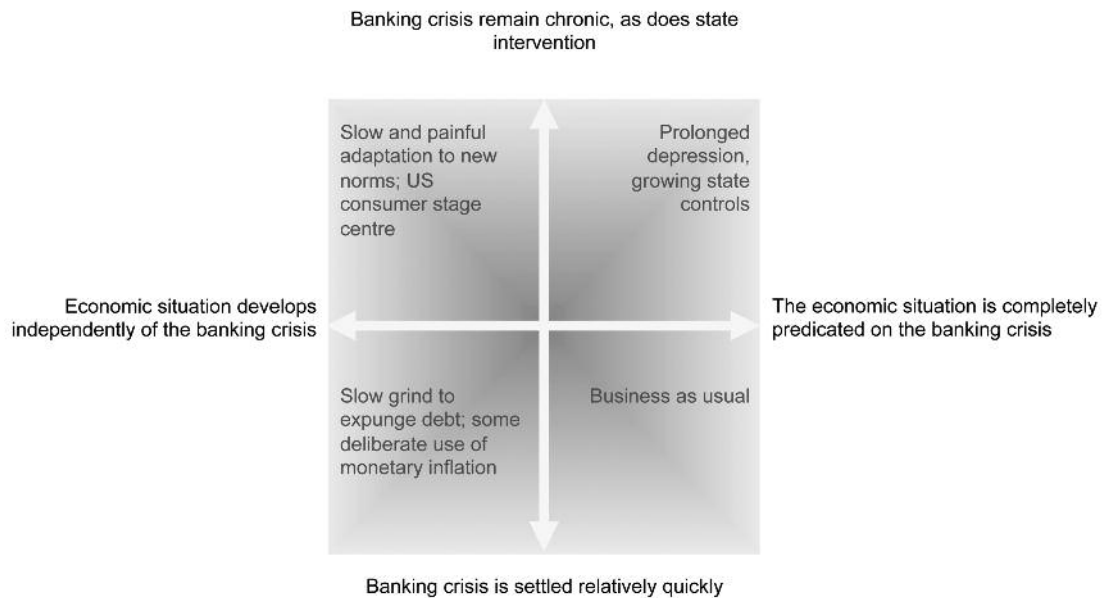 Banking crisis remain chronic, as does state
intervention
Slow and painful
adaptation to new
norms; US
consumer stage
centre
Prolonged
depression,
growing state
controls
Economic situation develops
independently of the banking crisis
The economic situation is completely
predicated on the banking crisis
Slow grind to
expunge debt; some
deliberate use of
monetary inflation
Business as usual
Banking crisis is settled relatively quickly